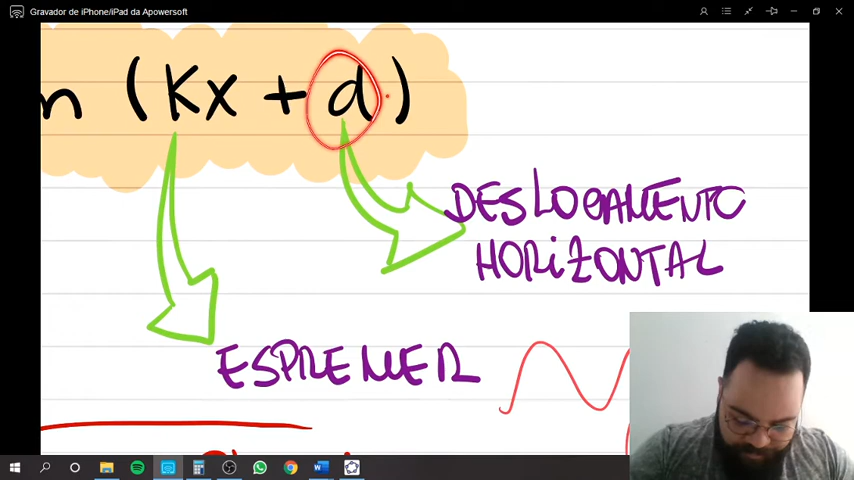 Gravador de iPhone/iPad da Apowersoft
n (Kx + d)
DESLOCAMENTO
HORIZONTAL
ESPREMER